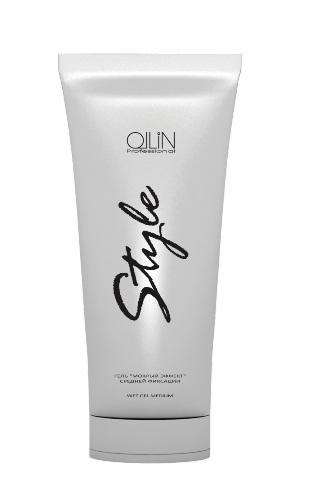 OLLiN
Professional
Style
ГЕЛЬ "МОКРЫЙ ЭФФЕКТ"
СРЕДНЕЙ ФИКСАЦИИ
WET GEL MEDIUM